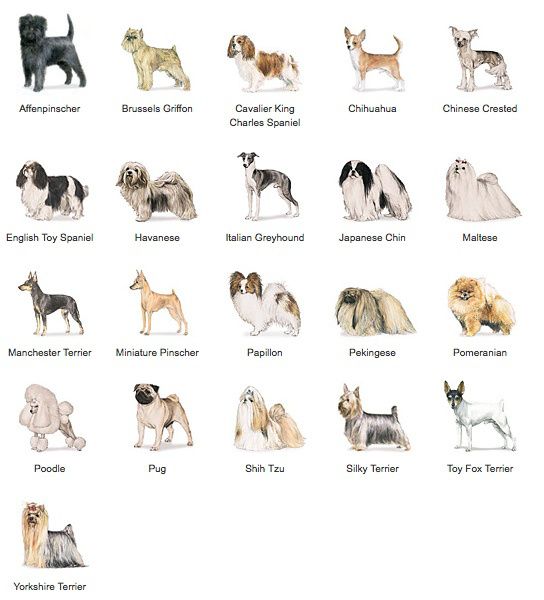 Affenpinscher
Brussels Griffon
Cavalier King
Charles Spaniel
Chihuahua
Chinese Crested
English Toy Spaniel
Havanese
Italian Greyhound
Japanese Chin
Maltese
Manchester Terrier
Miniature Pinscher
Papillon
Pekingese
Pomeranian
Poodle
Pug
Shih Tzu
Silky Terrier
Toy Fox Terrier
Yorkshire Terrier